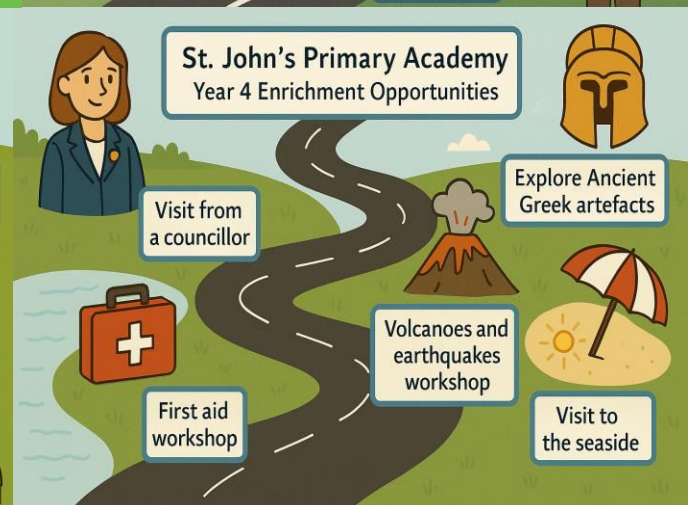 St. John's Primary Academy
Year 4 Enrichment Opportunities
Explore Ancient
Greek artefacts
Visit from
a councillor
Volcanoes and
earthquakes
workshop
First aid
workshop
Visit to
the seaside